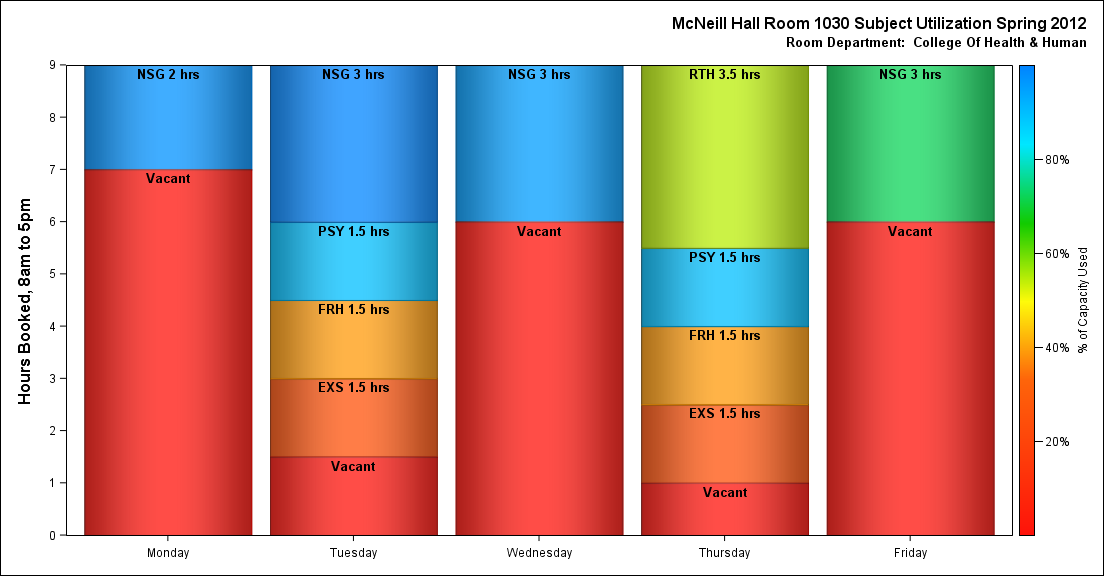 McNeill Hall Room 1030 Subject Utilization Spring 2012
Room Department:  College Of Health & Human
Hours Booked, 8am to 5pm
9
8
7
6
5
4
3
2
1
0
NSG 2 hrs
Vacant
NSG 3 hrs
PSY 1.5 hrs
FRH 1.5 hrs
EXS 1.5 hrs
Vacant
NSG 3 hrs
Vacant
RTH 3.5 hrs
PSY 1.5 hrs
FRH 1.5 hrs
EXS 1.5 hrs
Vacant
NSG 3 hrs
Vacant
Monday
Tuesday
Wednesday
Thursday
Friday
80%
60%
40%
20%
% of Capacity Used